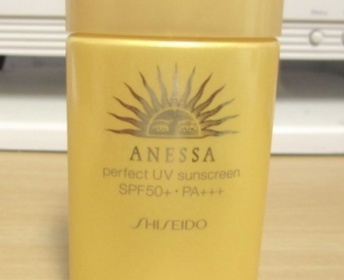 ANESSA
perfect UV sunscreen
SPF50+・PA+++
SHISEIDO